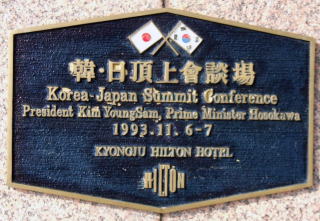 韓·日頂上會談場
Korea-Japan Summit Conference
President Kim YoungSam, Prime Minister Hosokawa
1993.11. 6-7
KYONGJU HILTON HOTEL
HILTON